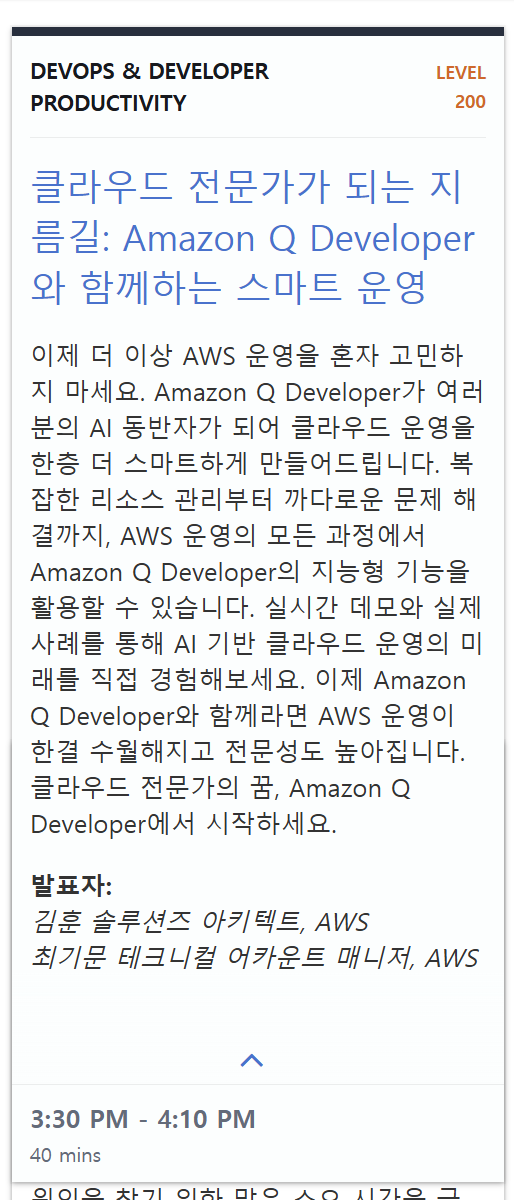 DEVOPS & DEVELOPER
PRODUCTIVITY
LEVEL
200
클라우드 전문가가 되는 지
름길: Amazon Q Developer
와 함께하는 스마트 운영
이제 더 이상 AWS 운영을 혼자 고민하
지 마세요. Amazon Q Developer가 여러
분의 AI 동반자가 되어 클라우드 운영을
한층 더 스마트하게 만들어드립니다. 복
잡한 리소스 관리부터 까다로운 문제 해
결까지, AWS 운영의 모든 과정에서
Amazon Q Developer의 지능형 기능을
활용할 수 있습니다. 실시간 데모와 실제
사례를 통해 AI 기반 클라우드 운영의 미
래를 직접 경험해보세요. 이제 Amazon
Q Developer와 함께라면 AWS 운영이
한결 수월해지고 전문성도 높아집니다.
클라우드 전문가의 꿈, Amazon Q
Developer에서 시작하세요.
발표자:
김훈 솔루션즈 아키텍트, AWS
최기문 테크니컬 어카운트 매니저, AWS
3:30 PM - 4:10 PM
40 mins